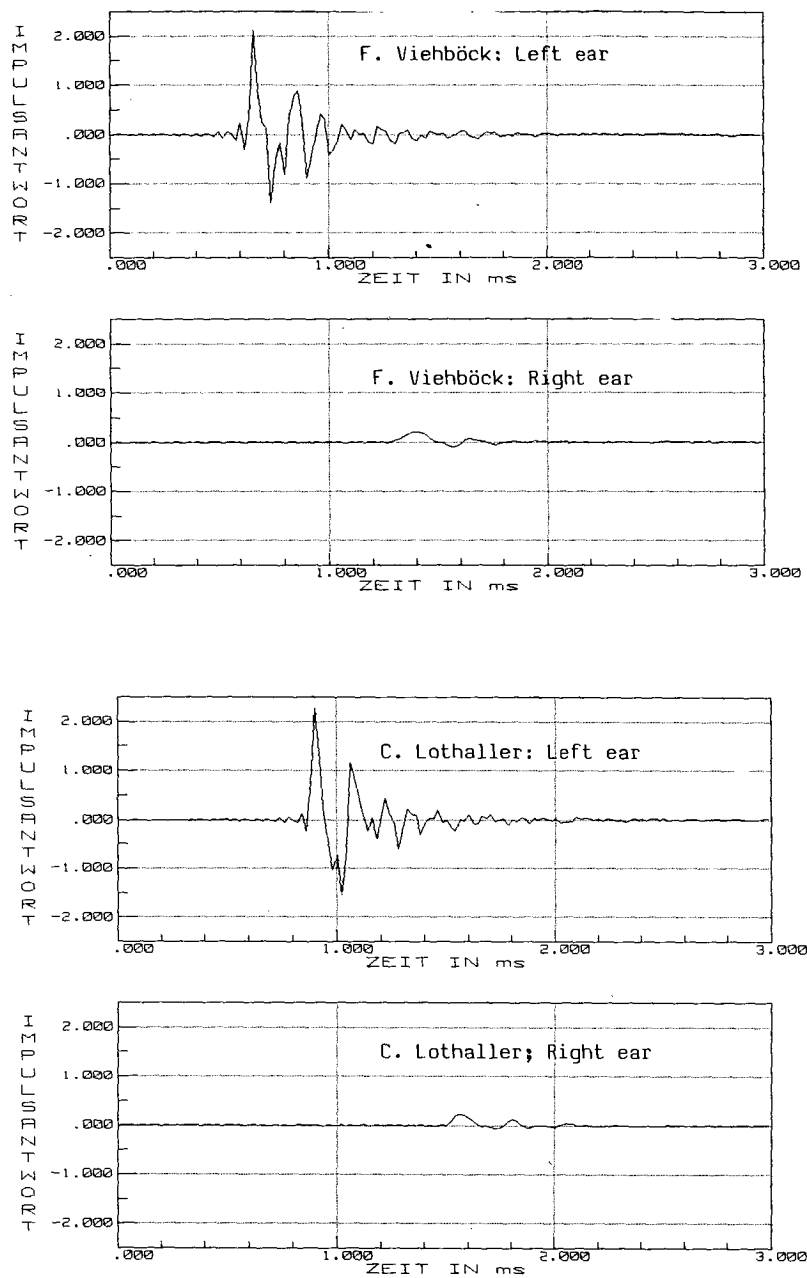 IMPULSANTWORT
2.000
1.000
.000
-1.000
-2.000
F. Viehböck: Left ear
.000 1.000 2.000 3.000
ZEIT IN ms
IMPULSANTWORT
2.000
1.000
.000
-1.000
-2.000
F. Viehböck: Right ear
.000 1.000 2.000 3.000
ZEIT IN ms
IMPULSANTWORT
2.000
1.000
.000
-1.000
-2.000
C. Lothaller: Left ear
.000 1.000 2.000 3.000
ZEIT IN ms
IMPULSANTWORT
2.000
1.000
.000
-1.000
-2.000
C. Lothaller; Right ear
.000 1.000 2.000 3.000
ZEIT IN ms